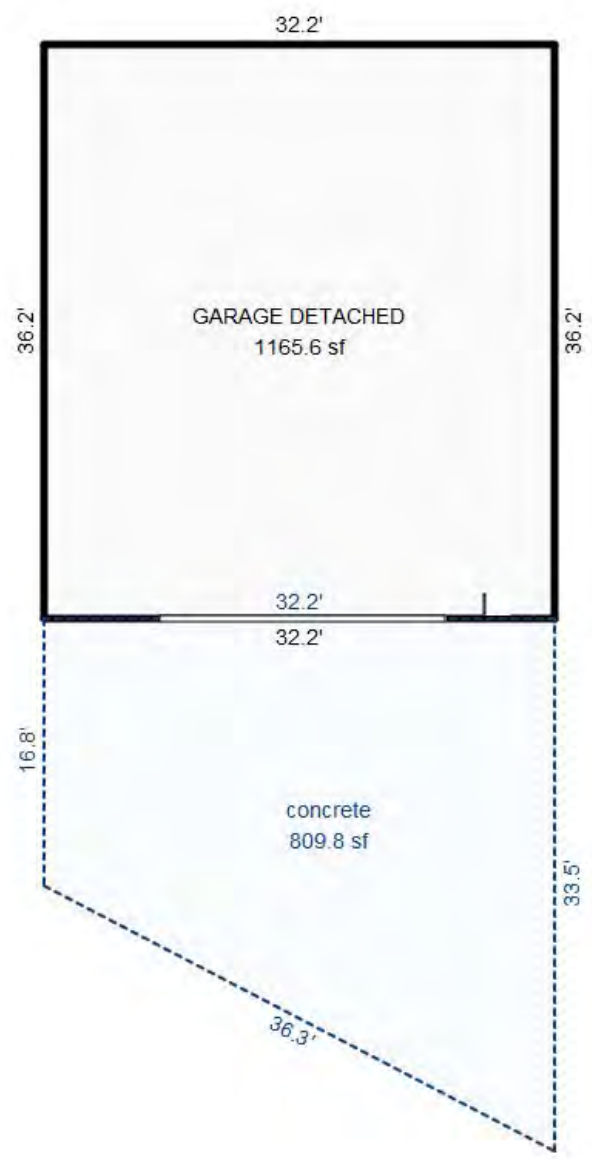 32.2'
36.2'
GARAGE DETACHED
1165.6 sf
36.2'
32.2'
32.2'
16.8'
concrete
809.8 sf
33.5'
36.3'